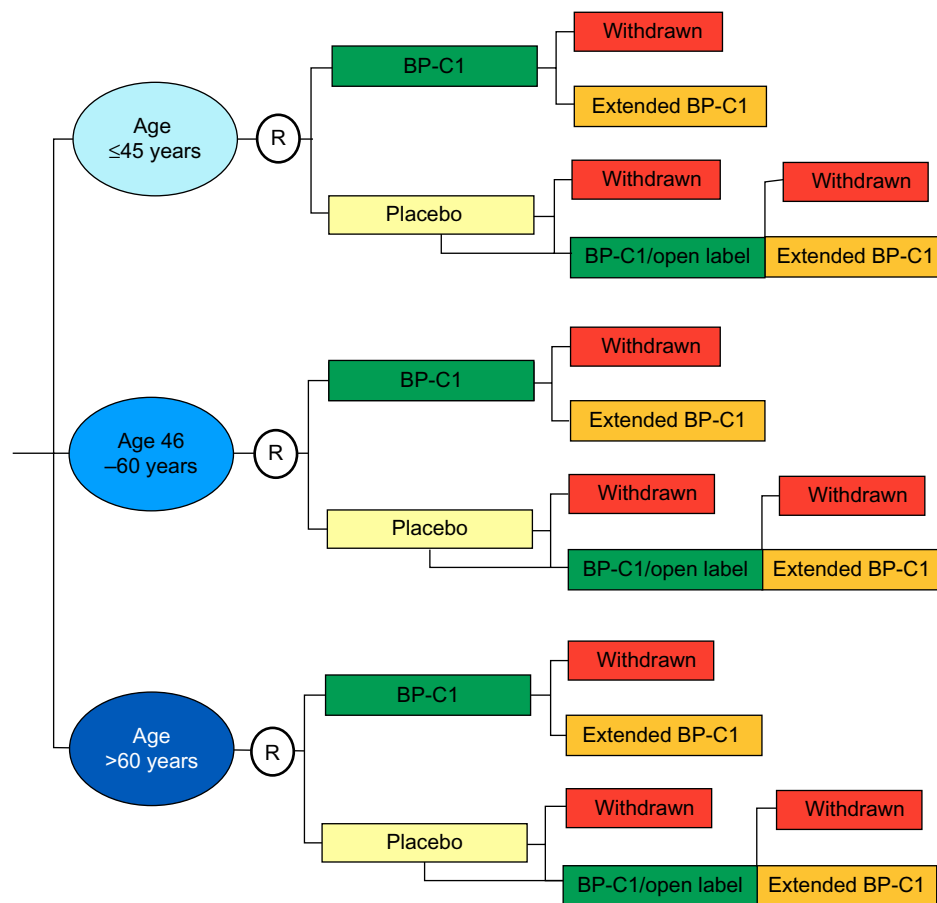 Withdrawn
BP-C1
Age
≤45 years
R
Extended BP-C1
Withdrawn
Withdrawn
Placebo
BP-C1/open label
Extended BP-C1
Withdrawn
BP-C1
Extended BP-C1
Age 46
–60 years
R
Withdrawn
Withdrawn
Placebo
BP-C1/open label
Extended BP-C1
Withdrawn
BP-C1
Extended BP-C1
Age
>60 years
R
Withdrawn
Withdrawn
Placebo
BP-C1/open label
Extended BP-C1